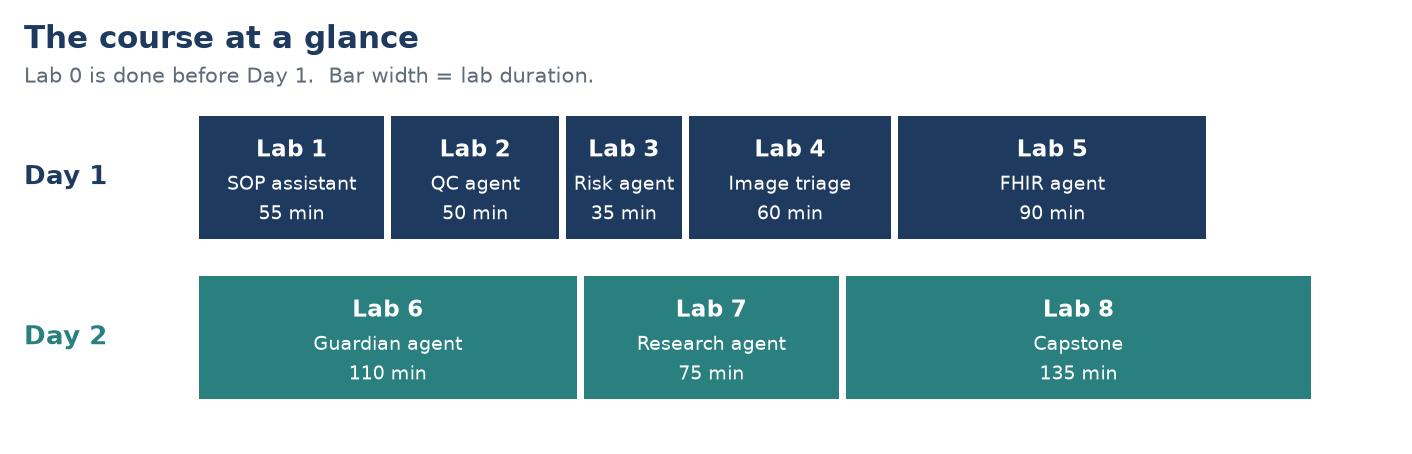 The course at a glance
Lab 0 is done before Day 1.  Bar width = lab duration.
Day 1
Lab 1
SOP assistant
55 min
Lab 2
QC agent
50 min
Lab 3
Risk agent
35 min
Lab 4
Image triage
60 min
Lab 5
FHIR agent
90 min
Day 2
Lab 6
Guardian agent
110 min
Lab 7
Research agent
75 min
Lab 8
Capstone
135 min